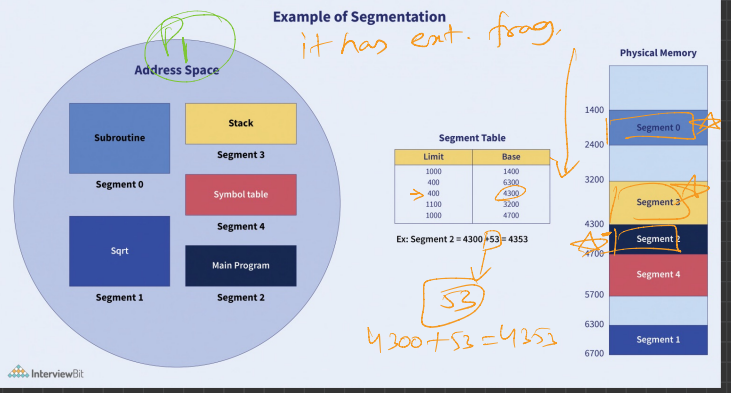 Example of Segmentation
it has ext. frag.
P1
Address Space
Subroutine
Segment 0
Stack
Segment 3
Symbol table
Segment 4
Sqrt
Segment 1
Main Program
Segment 2
Segment Table
Limit Base
1000 1400
400 6300
400 4300
1100 3200
1000 4700
Ex: Segment 2 = 4300 +53 = 4353
53
4300+53=4353
Physical Memory
1400
Segment 0
2400
3200
Segment 3
4300
Segment 2
4700
Segment 4
5700
6300
Segment 1
6700
InterviewBit